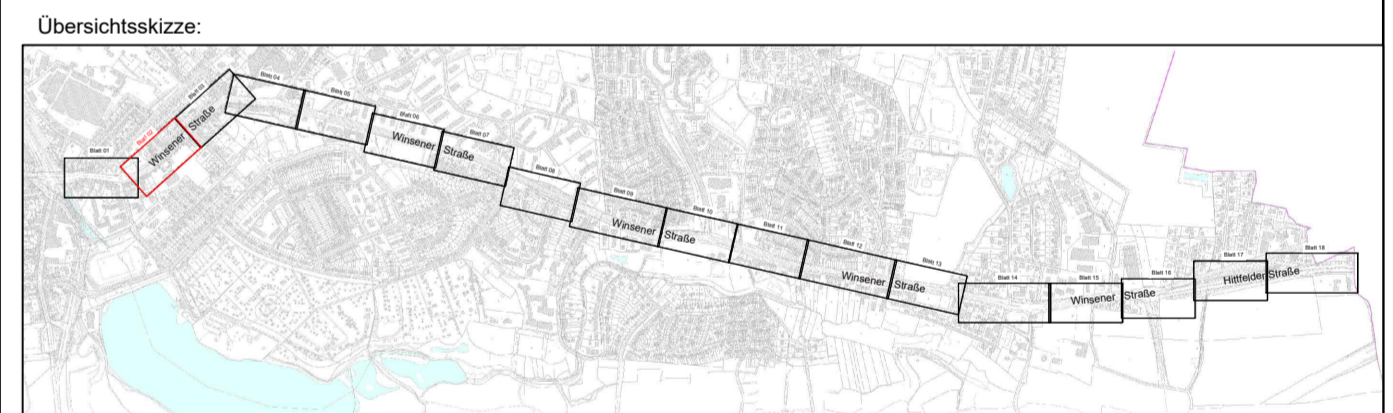 Übersichtsskizze:
Blatt 01
Blatt 02
Blatt 03
Winsener Straße
Blatt 04
Blatt 05
Blatt 06
Blatt 07
Winsener Straße
Blatt 08
Blatt 09
Blatt 10
Winsener Straße
Blatt 11
Blatt 12
Blatt 13
Winsener Straße
Blatt 14
Blatt 15
Blatt 16
Winsener Straße
Blatt 17
Blatt 18
Hittfelder Straße